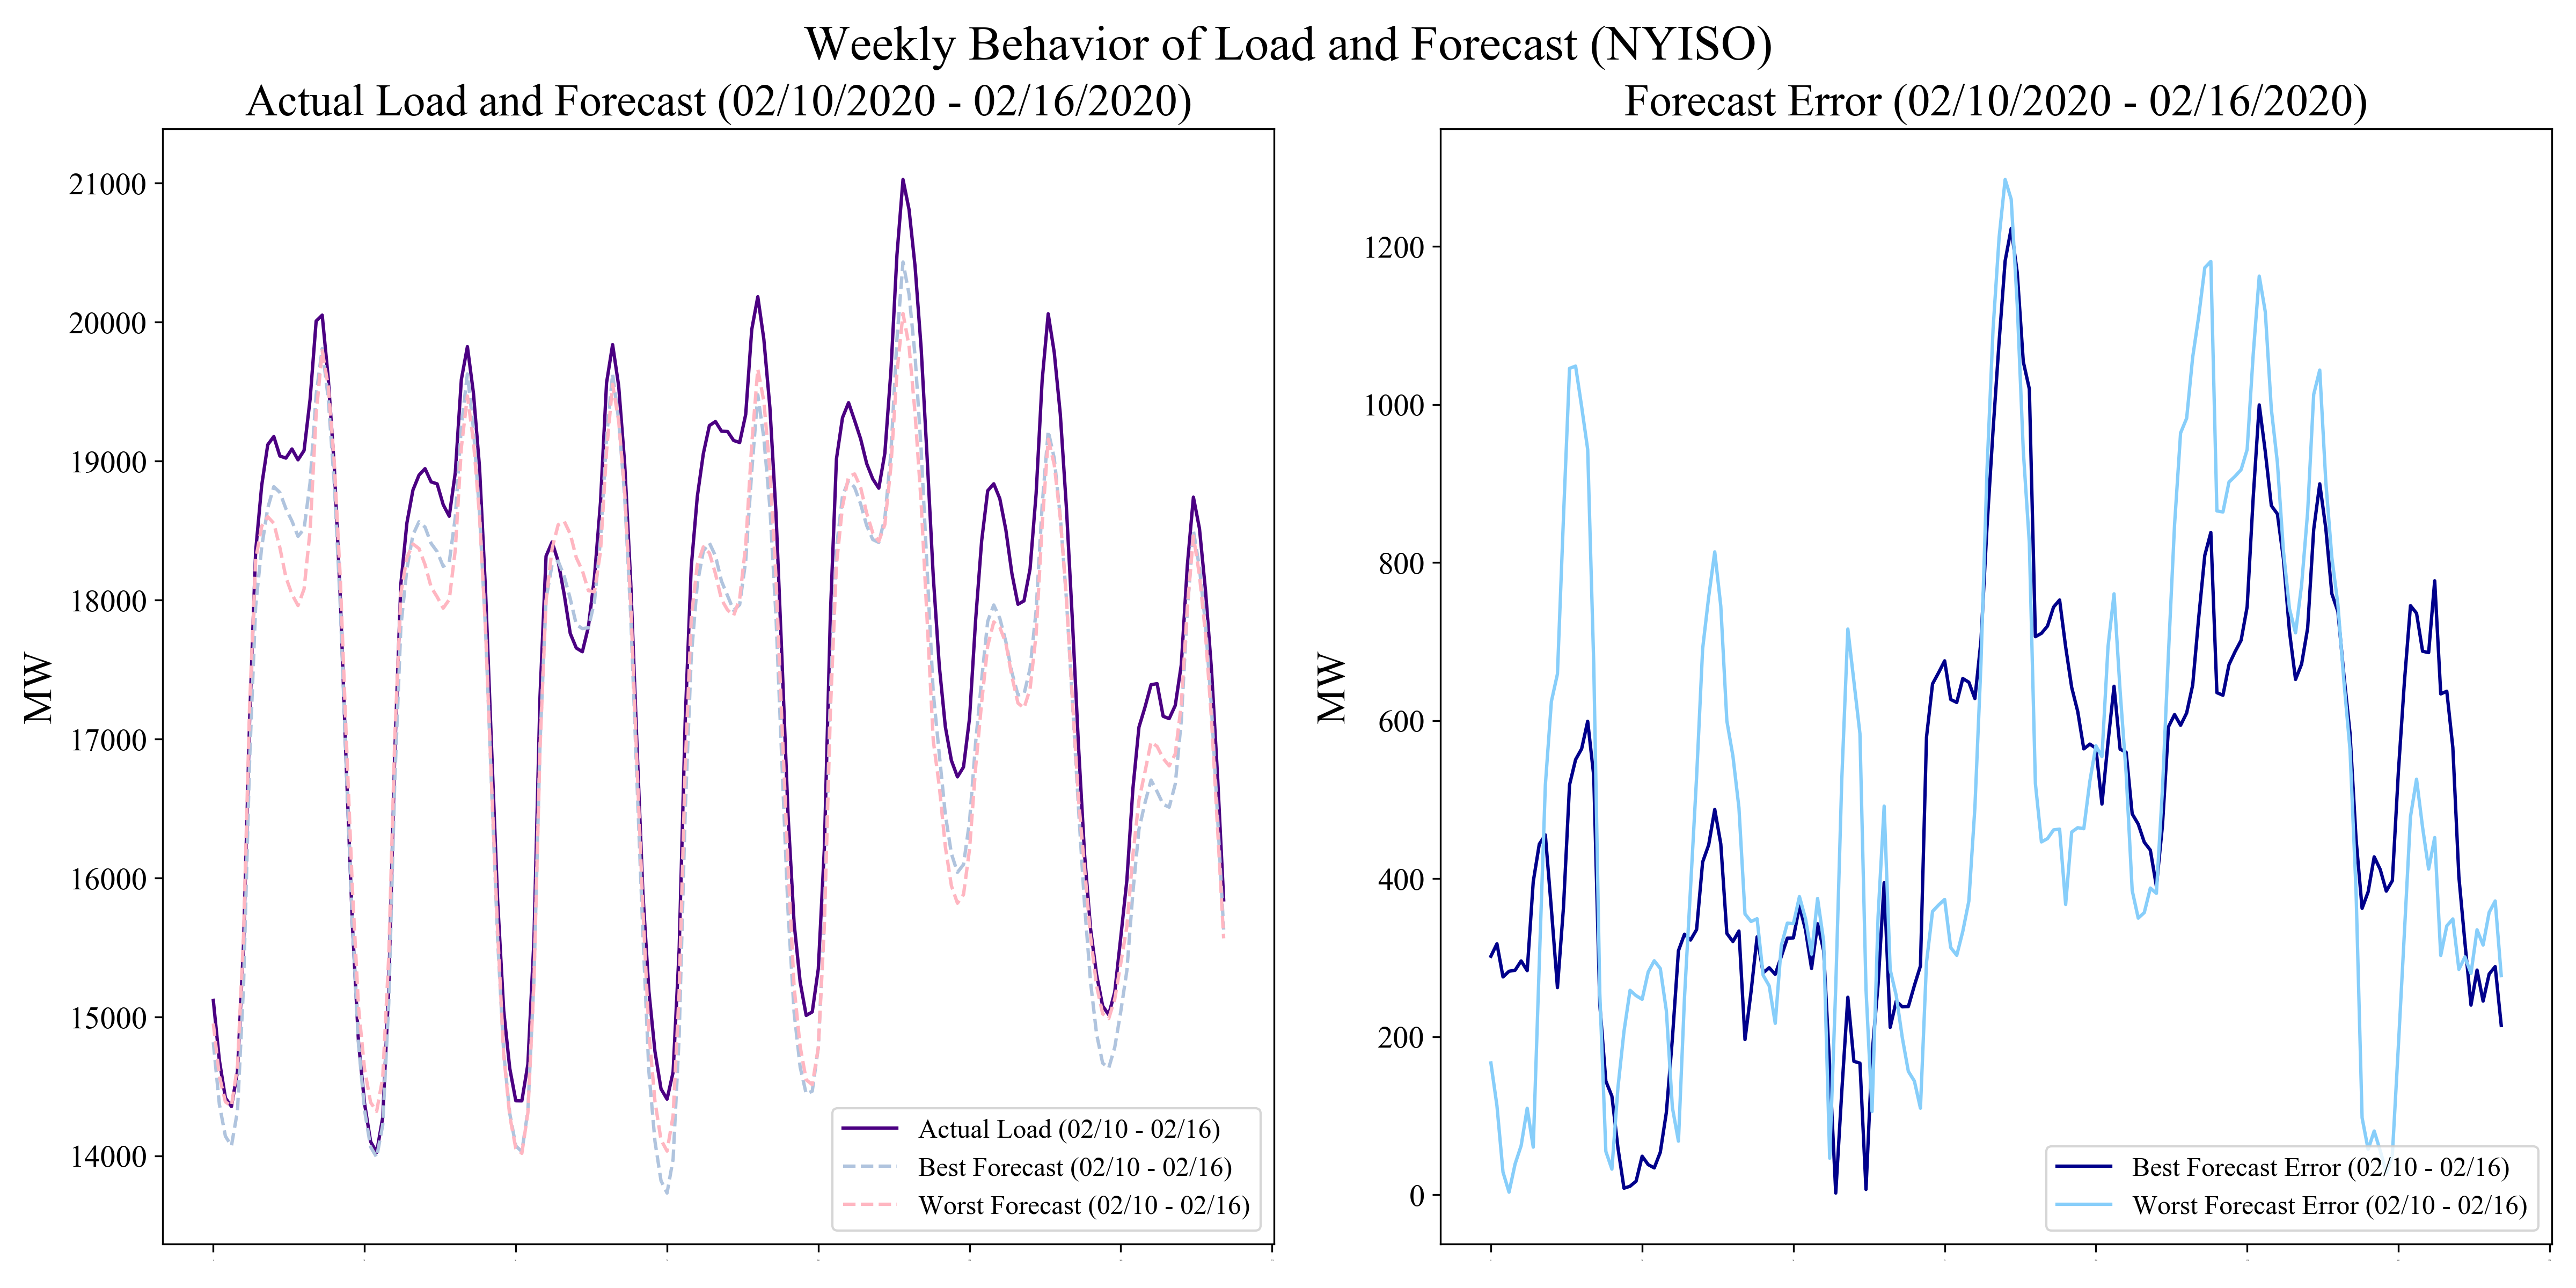 Weekly Behavior of Load and Forecast (NYISO)
Actual Load and Forecast (02/10/2020 - 02/16/2020)
21000
20000
19000
18000
17000
16000
15000
14000
MW
Actual Load (02/10 - 02/16)
Best Forecast (02/10 - 02/16)
Worst Forecast (02/10 - 02/16)
Forecast Error (02/10/2020 - 02/16/2020)
1200
1000
800
600
400
200
0
MW
Best Forecast Error (02/10 - 02/16)
Worst Forecast Error (02/10 - 02/16)